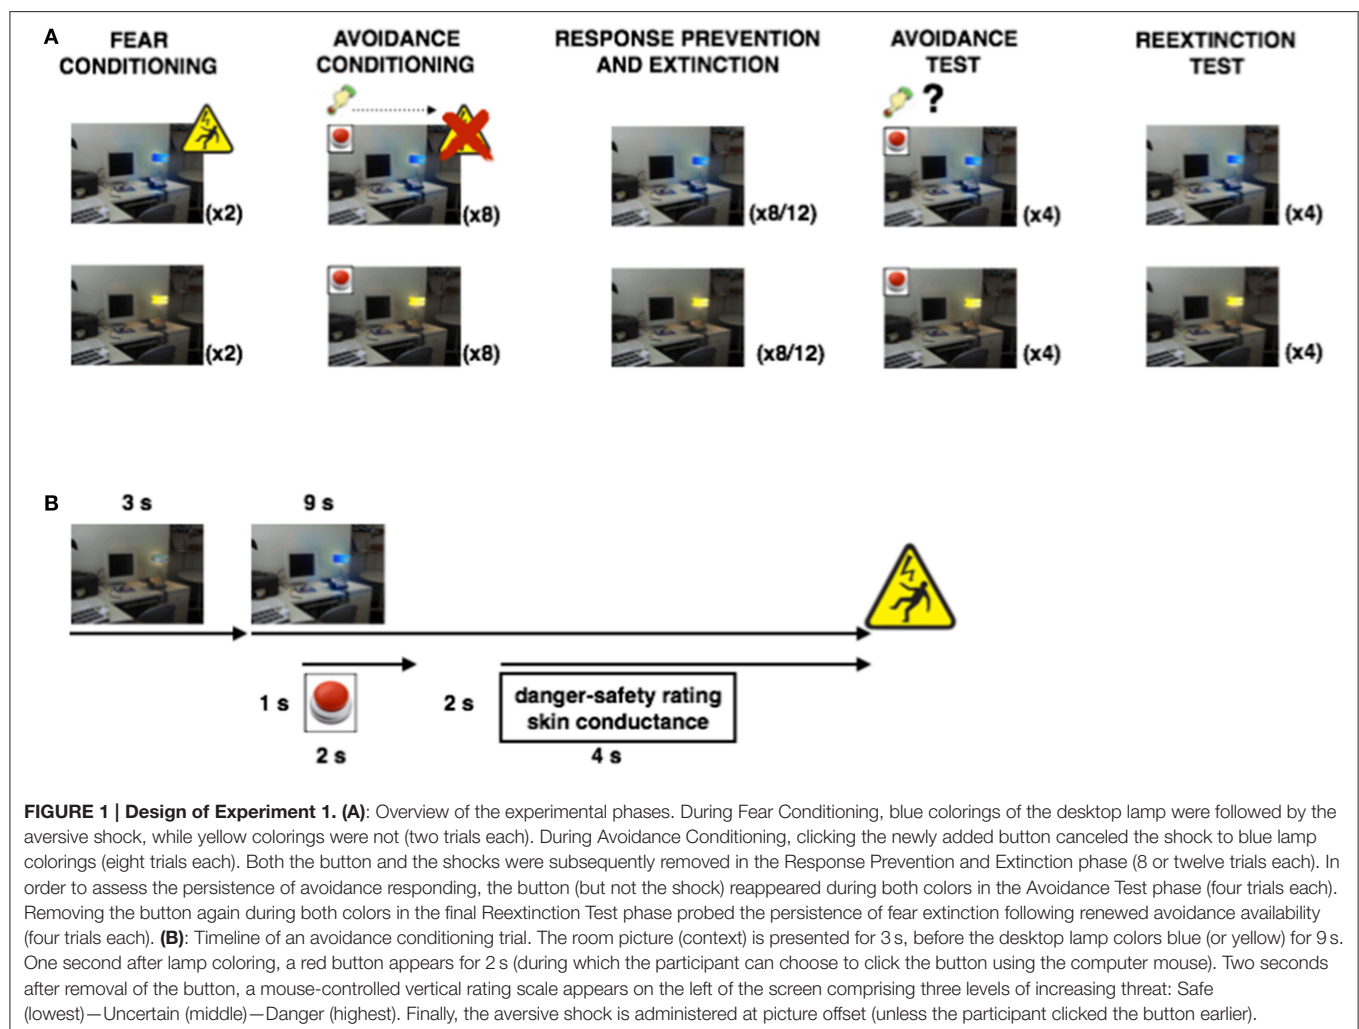 A
FEAR CONDITIONING
AVOIDANCE CONDITIONING
RESPONSE PREVENTION AND EXTINCTION
AVOIDANCE TEST
REEXTINCTION TEST
?
(x2)
(x8)
(x8/12)
(x4)
(x4)
(x2)
(x8)
(x8/12)
(x4)
(x4)
B
3 s
9 s
1 s
2 s
2 s
danger-safety rating
skin conductance
4 s
FIGURE 1 | Design of Experiment 1. (A): Overview of the experimental phases. During Fear Conditioning, blue colorings of the desktop lamp were followed by the
aversive shock, while yellow colorings were not (two trials each). During Avoidance Conditioning, clicking the newly added button canceled the shock to blue lamp
colorings (eight trials each). Both the button and the shocks were subsequently removed in the Response Prevention and Extinction phase (8 or twelve trials each). In
order to assess the persistence of avoidance responding, the button (but not the shock) reappeared during both colors in the Avoidance Test phase (four trials each).
Removing the button again during both colors in the final Reextinction Test phase probed the persistence of fear extinction following renewed avoidance availability
(four trials each). (B): Timeline of an avoidance conditioning trial. The room picture (context) is presented for 3 s, before the desktop lamp colors blue (or yellow) for 9 s.
One second after lamp coloring, a red button appears for 2 s (during which the participant can choose to click the button using the computer mouse). Two seconds
after removal of the button, a mouse-controlled vertical rating scale appears on the left of the screen comprising three levels of increasing threat: Safe
(lowest)—Uncertain (middle)—Danger (highest). Finally, the aversive shock is administered at picture offset (unless the participant clicked the button earlier).